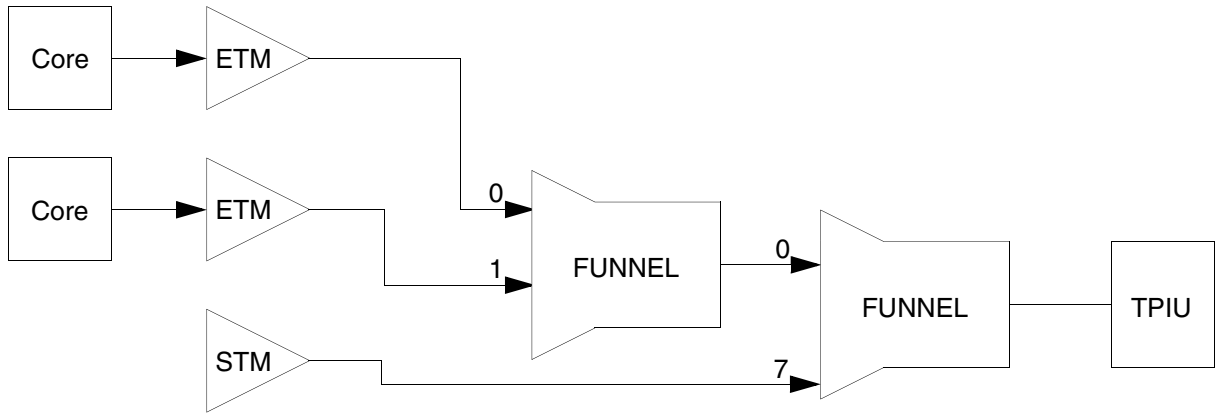 Core
ETM
Core
ETM
0
1
FUNNEL
0
FUNNEL
TPIU
STM
7